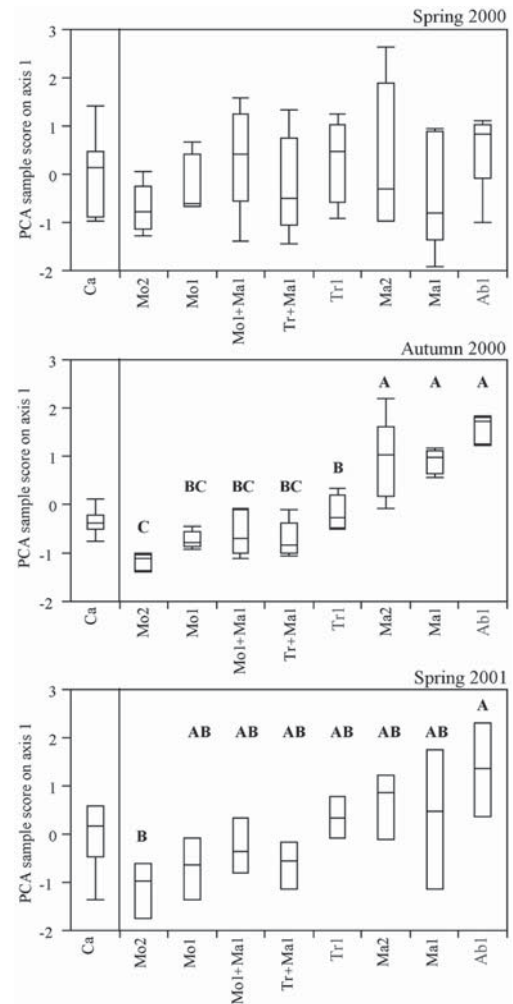 Spring 2000
PCA sample score on axis 1
3
2
1
0
-1
-2
Ca
Mo2
Mo1
Mo1+Ma1
Tr+Ma1
Tr1
Ma2
Ma1
Ab1
Autumn 2000
PCA sample score on axis 1
3
2
1
0
-1
-2
C
BC
BC
BC
B
A
A
A
Ca
Mo2
Mo1
Mo1+Ma1
Tr+Ma1
Tr1
Ma2
Ma1
Ab1
Spring 2001
PCA sample score on axis 1
3
2
1
0
-1
-2
B
AB
AB
AB
AB
AB
AB
A
Ca
Mo2
Mo1
Mo1+Ma1
Tr+Ma1
Tr1
Ma2
Ma1
Ab1